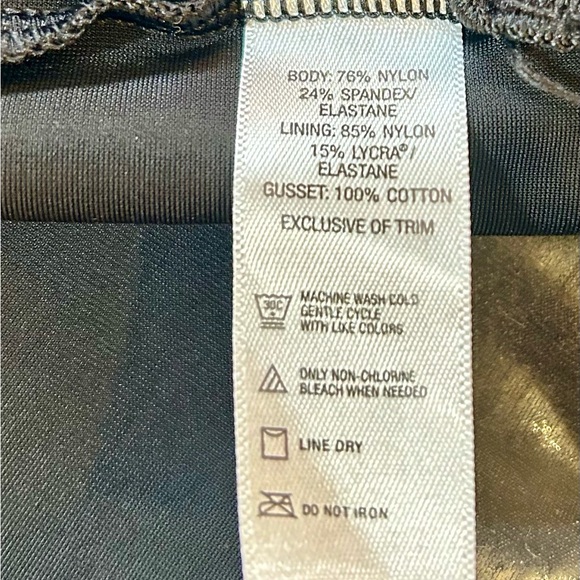 BODY: 76% NYLON
24% SPANDEX/
ELASTANE
LINING: 85% NYLON
15% LYCRA®/
ELASTANE
GUSSET: 100% COTTON
EXCLUSIVE OF TRIM
30C
MACHINE WASH COLD
GENTLE CYCLE
WITH LIKE COLORS
ONLY NON-CHLORINE
BLEACH WHEN NEEDED
LINE DRY
DO NOT IRON